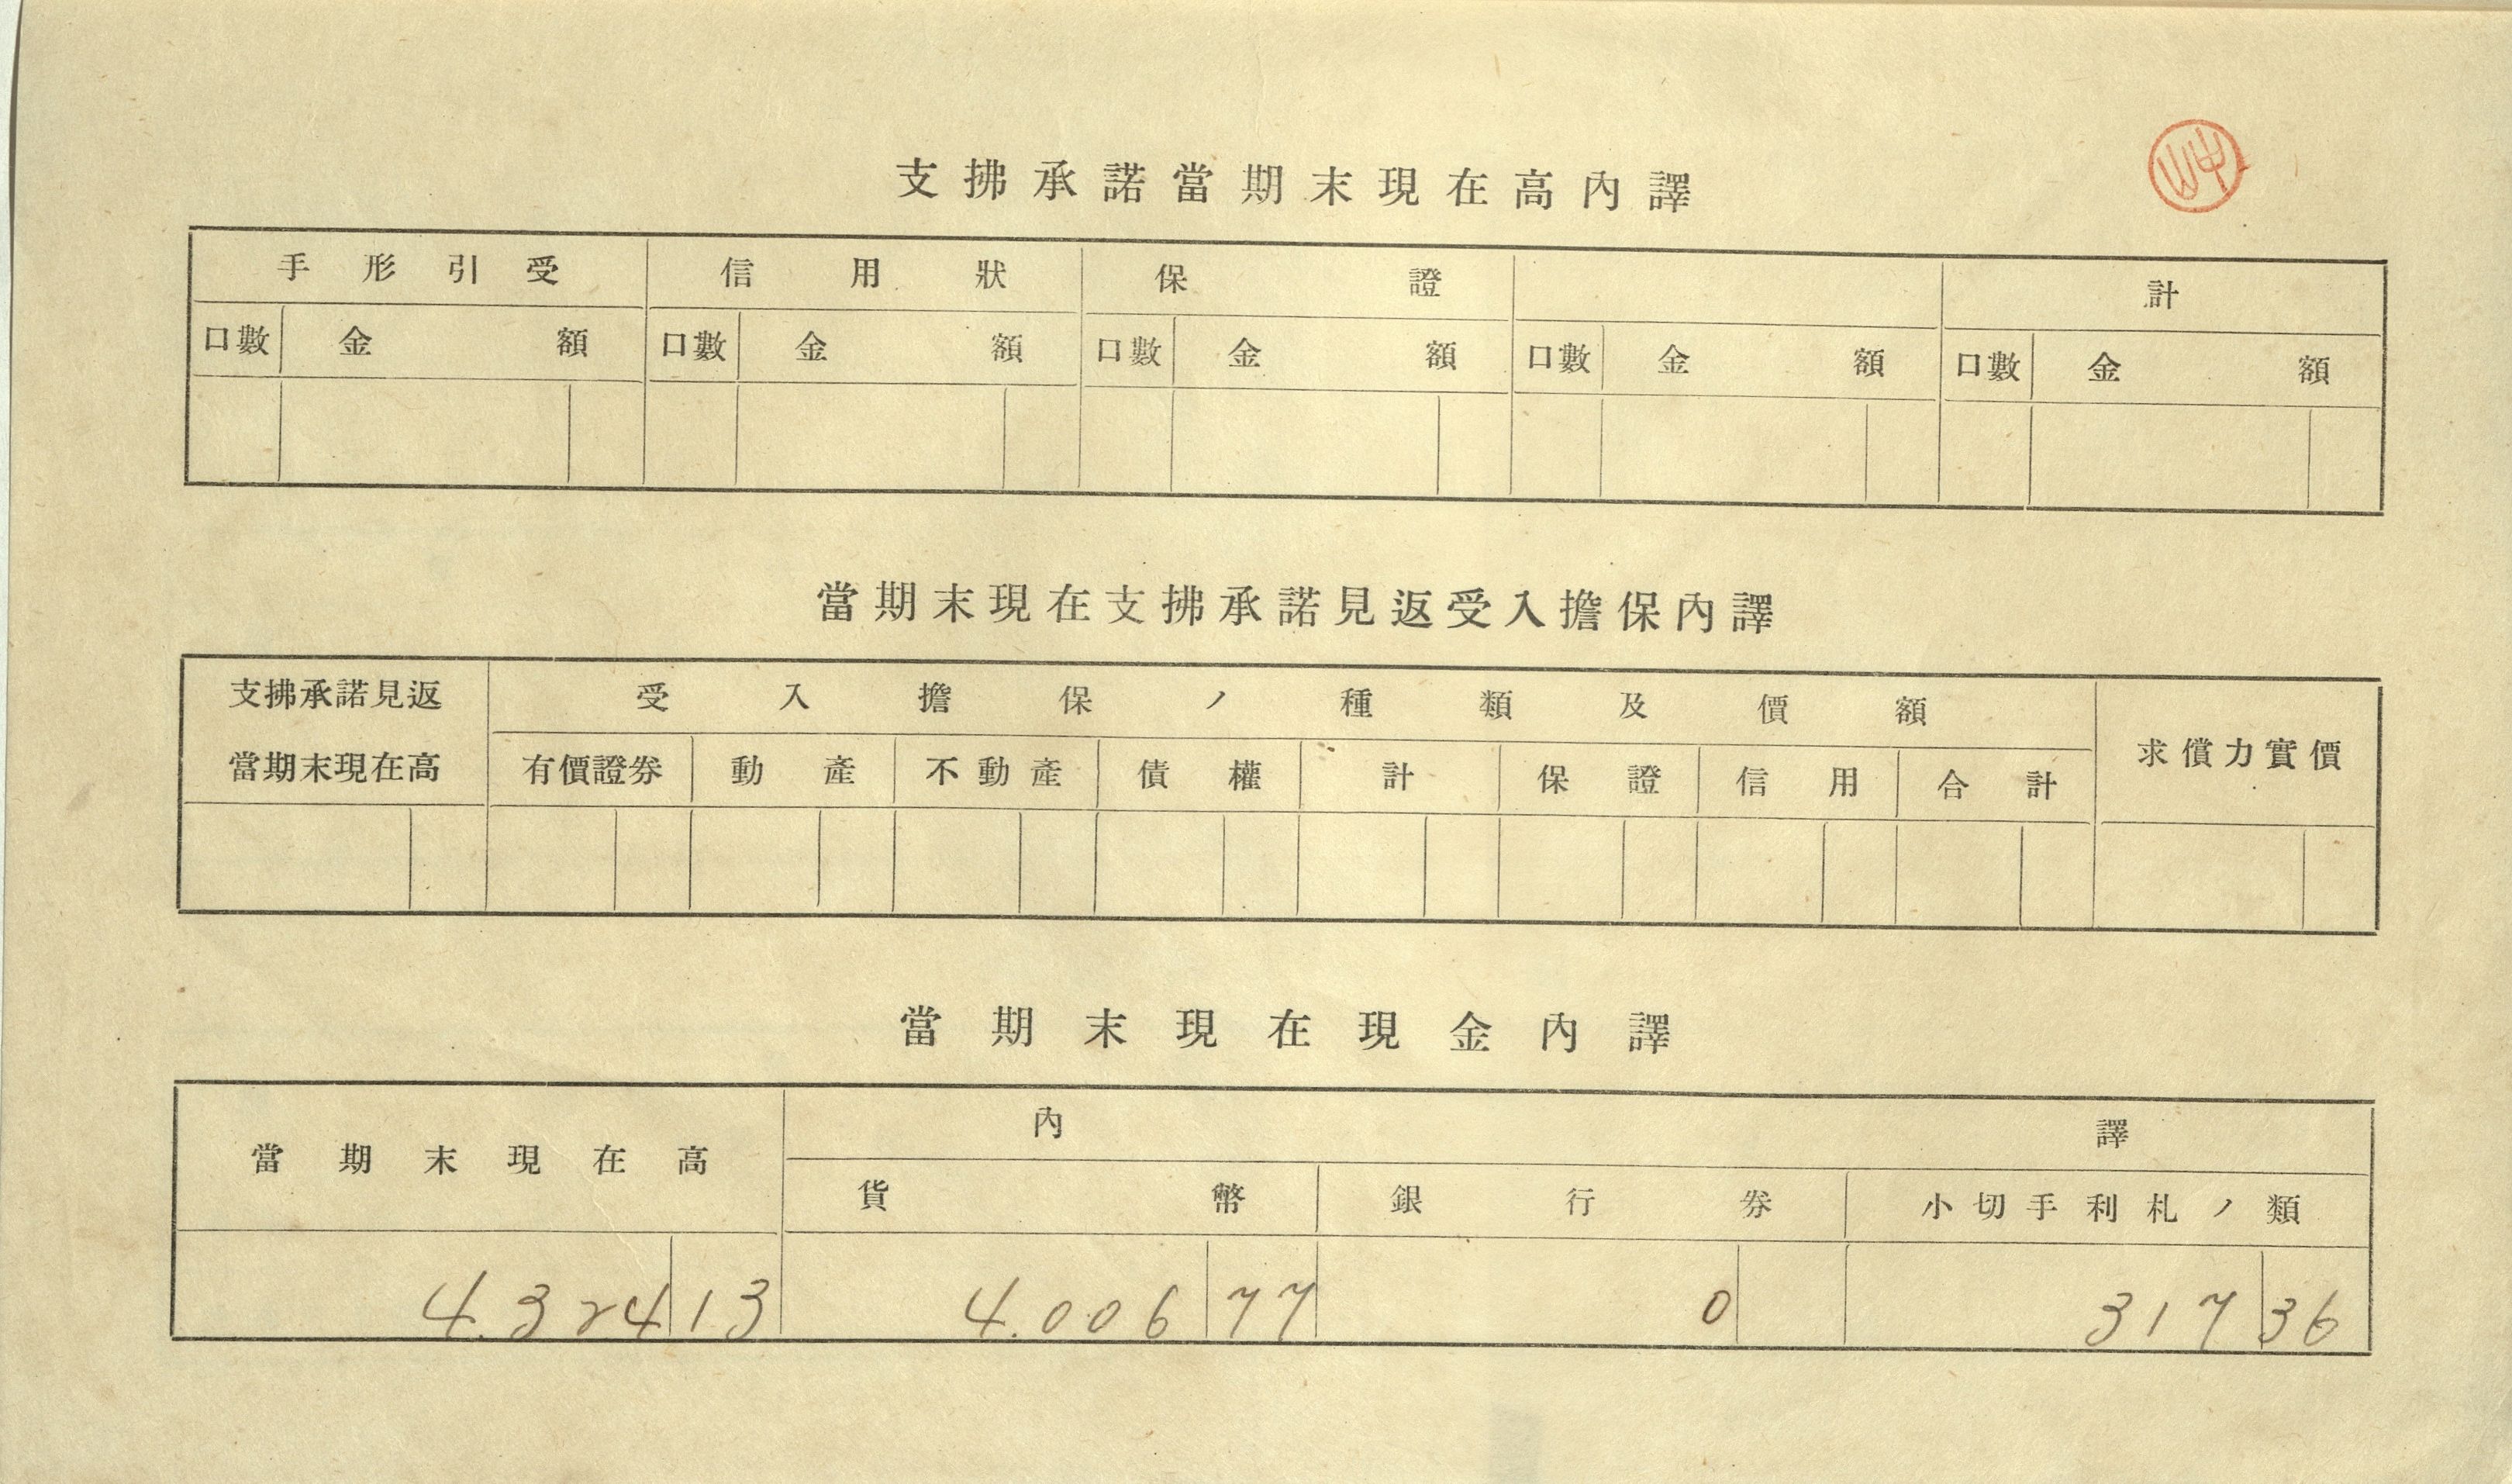 支拂承諾當期末現在高內譯
手形引受 信用狀 保證 計
口數 金額 口數 金額 口數 金額 口數 金額 口數 金額
當期末現在支拂承諾見返受入擔保內譯
支拂承諾見返 受入擔保ノ種類及價額
當期末現在高 有價證券 動產 不動產 債權 計 保證 信用 合計 求償力實價
當期末現在現金內譯
當期末現在高 內譯
貨幣 銀行券 小切手利札ノ類
4.324 13 4.006 77 0 317 36